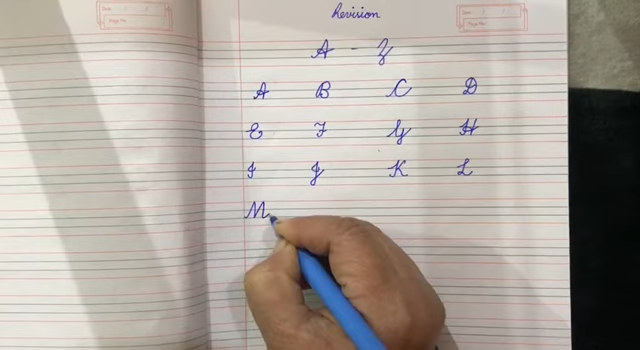 Revision
A - Z
A B C D
E F G H
I J K L
M